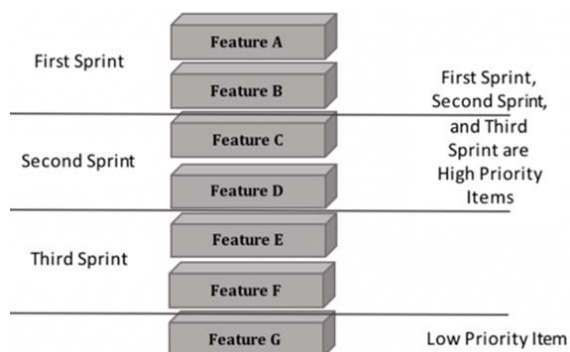 Feature A
First Sprint
Feature B
First Sprint,
Second Sprint,
and Third
Sprint are
High Priority
Items
Feature C
Second Sprint
Feature D
Feature E
Third Sprint
Feature F
Feature G
Low Priority Item